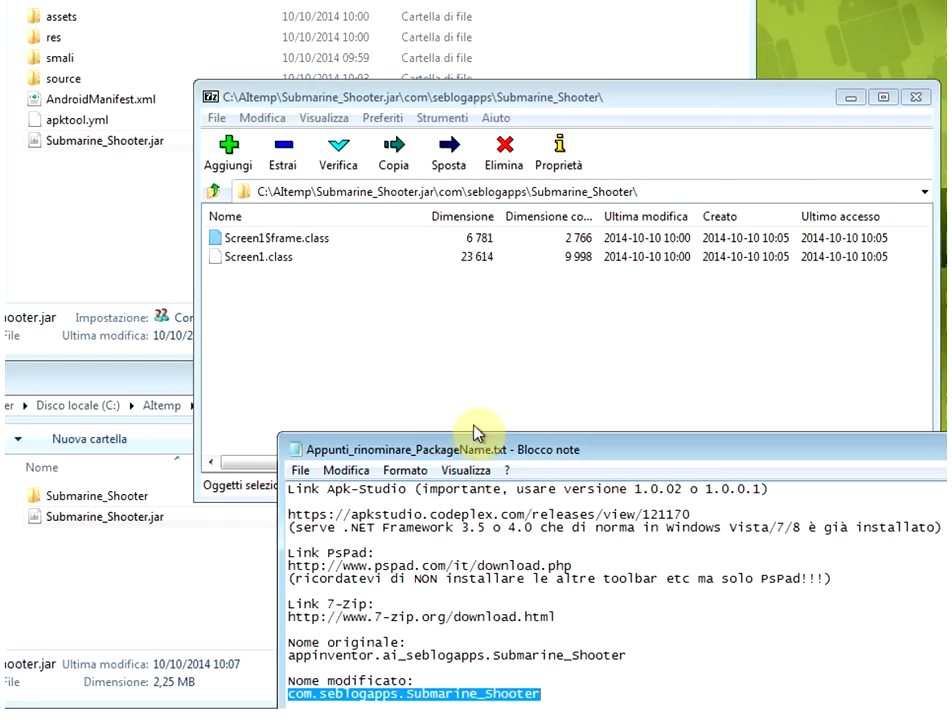 assets 10/10/2014 10:00 Cartella di file
res 10/10/2014 10:00 Cartella di file
smali 10/10/2014 09:59 Cartella di file
source 10/10/2014 10:03 Cartella di file
AndroidManifest.xml
apktool.yml
Submarine_Shooter.jar
C:\AItemp\Submarine_Shooter.jar\com\seblogapps\Submarine_Shooter\
File Modifica Visualizza Preferiti Strumenti Aiuto
Aggiungi Estrai Verifica Copia Sposta Elimina Proprietà
C:\AItemp\Submarine_Shooter.jar\com\seblogapps\Submarine_Shooter\
Nome Dimensione Dimensione co... Ultima modifica Creato Ultimo accesso
Screen1$frame.class 6 781 2 766 2014-10-10 10:00 2014-10-10 10:05 2014-10-10 10:05
Screen1.class 23 614 9 998 2014-10-10 10:00 2014-10-10 10:05 2014-10-10 10:05
hooter.jar Impostazione: Con
File Ultima modifica: 10/10/2
er Disco locale (C:) AItemp
Nuova cartella
Nome
Submarine_Shooter
Submarine_Shooter.jar
hooter.jar Ultima modifica: 10/10/2014 10:07
File Dimensione: 2,25 MB
Oggetti selezio
Appunti_rinominare_PackageName.txt - Blocco note
File Modifica Formato Visualizza ?
Link Apk-Studio (importante, usare versione 1.0.02 o 1.0.0.1)
https://apkstudio.codeplex.com/releases/view/121170
(serve .NET Framework 3.5 o 4.0 che di norma in Windows Vista/7/8 è già installato)
Link PsPad:
http://www.pspad.com/it/download.php
(ricordatevi di NON installare le altre toolbar etc ma solo PsPad!!!)
Link 7-Zip:
http://www.7-zip.org/download.html
Nome originale:
appinventor.ai_seblogapps.Submarine_Shooter
Nome modificato:
com.seblogapps.Submarine_Shooter